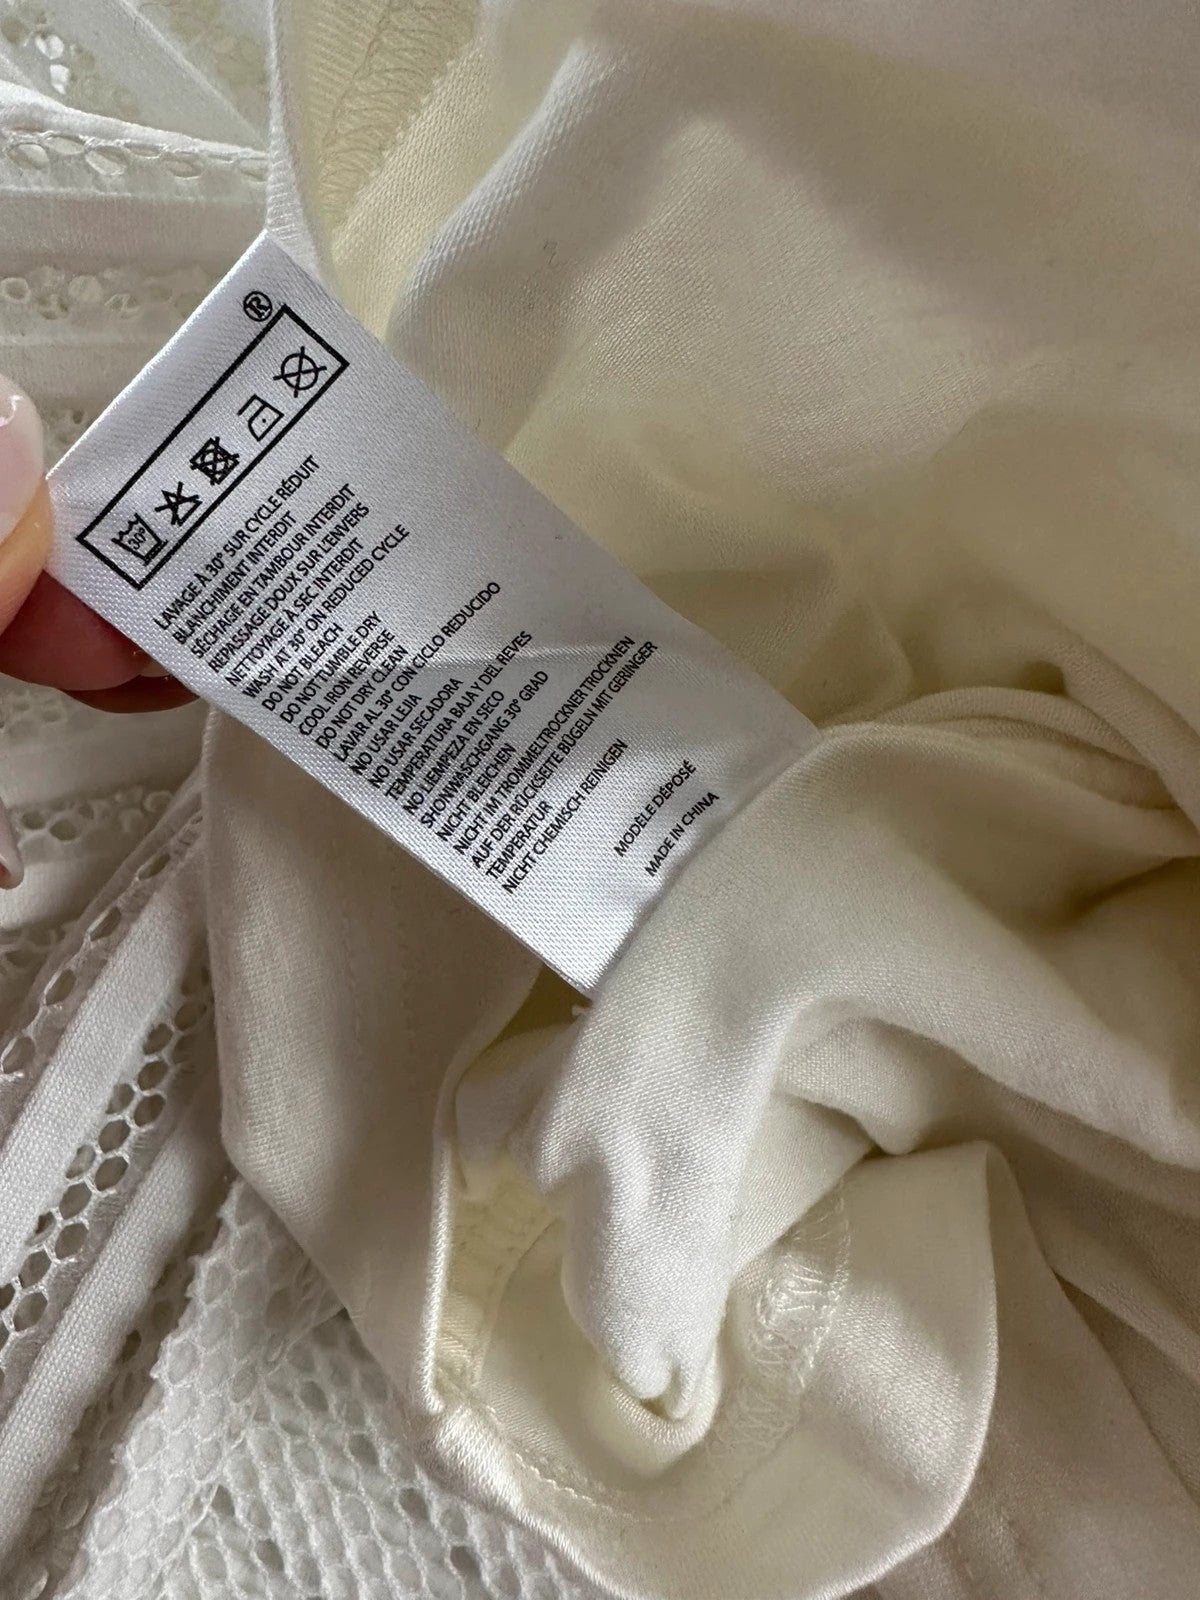 ®
30°
LAVAGE À 30° SUR CYCLE RÉDUIT
BLANCHIMENT INTERDIT
SÉCHAGE EN TAMBOUR INTERDIT
REPASSAGE DOUX SUR L'ENVERS
NETTOYAGE À SEC INTERDIT
WASH AT 30° ON REDUCED CYCLE
DO NOT BLEACH
DO NOT TUMBLE DRY
COOL IRON REVERSE
DO NOT DRY CLEAN
LAVAR AL 30° CON CICLO REDUCIDO
NO USAR LEJIA
NO USAR SECADORA
TEMPERATURA BAJA Y DEL REVES
NO LIEMPEZA EN SECO
SHONWASCHGANG 30° GRAD
NICHT BLEICHEN
NICHT IM TROMMELTROCKNER TROCKNEN
AUF DER RÜCKSEITE BÜGELN MIT GERINGER
TEMPERATUR
NICHT CHEMISCH REINIGEN
MODELE DÉPOSÉ
MADE IN CHINA